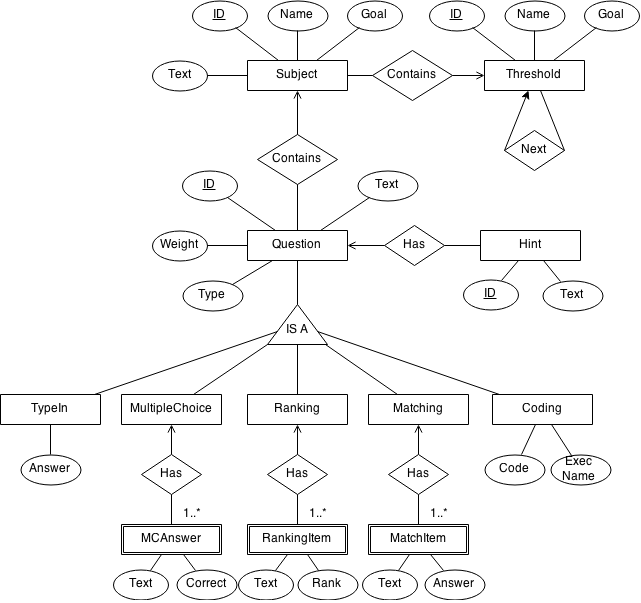 ID
Name
Goal
ID
Name
Goal
Text
Subject
Contains
Threshold
Next
Contains
ID
Text
Weight
Question
Has
Hint
Type
ID
Text
IS A
TypeIn
MultipleChoice
Ranking
Matching
Coding
Answer
Has
Has
Has
Code
Exec
Name
1..*
1..*
1..*
MCAnswer
RankingItem
MatchItem
Text
Correct
Text
Rank
Text
Answer